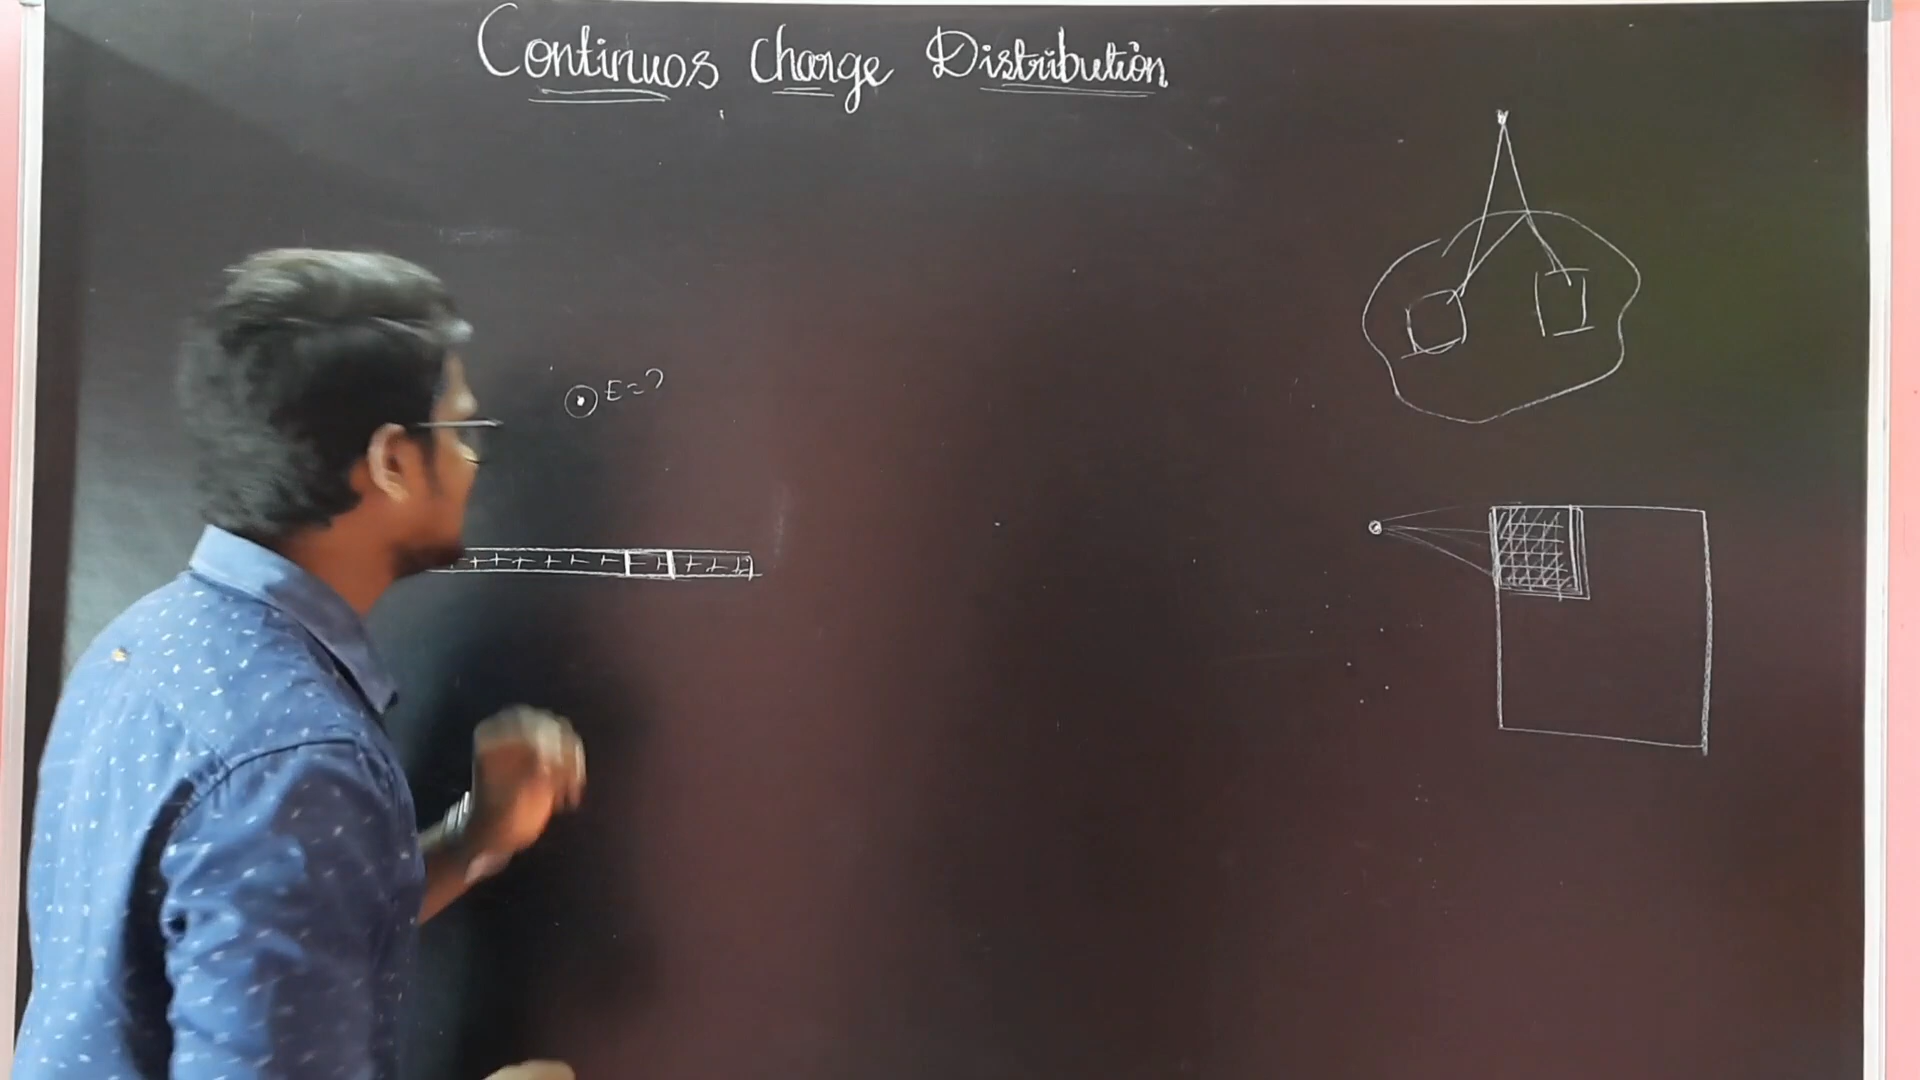 Continuos Charge Distribution
E = ?
+ + + + + + + + + + + +